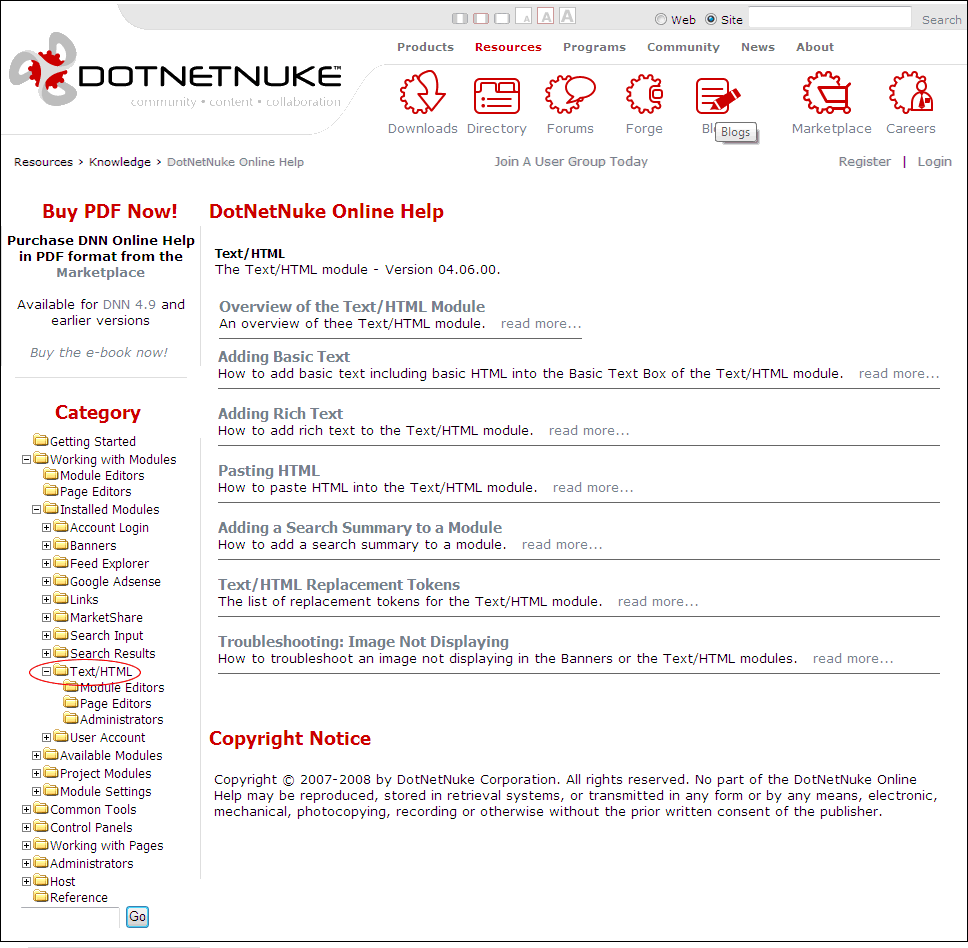 A A A
Web Site Search
Products Resources Programs Community News About
DOTNETNUKE™
community • content • collaboration
Downloads Directory Forums Forge Blogs Marketplace Careers
Resources › Knowledge › DotNetNuke Online Help
Join A User Group Today
Register | Login
Buy PDF Now!
Purchase DNN Online Help
in PDF format from the
Marketplace
Available for DNN 4.9 and
earlier versions
Buy the e-book now!
Category
Getting Started
Working with Modules
Module Editors
Page Editors
Installed Modules
Account Login
Banners
Feed Explorer
Google Adsense
Links
MarketShare
Search Input
Search Results
Text/HTML
Module Editors
Page Editors
Administrators
User Account
Available Modules
Project Modules
Module Settings
Common Tools
Control Panels
Working with Pages
Administrators
Host
Reference
Go
DotNetNuke Online Help
Text/HTML
The Text/HTML module - Version 04.06.00.
Overview of the Text/HTML Module
An overview of thee Text/HTML module. read more...
Adding Basic Text
How to add basic text including basic HTML into the Basic Text Box of the Text/HTML module. read more...
Adding Rich Text
How to add rich text to the Text/HTML module. read more...
Pasting HTML
How to paste HTML into the Text/HTML module. read more...
Adding a Search Summary to a Module
How to add a search summary to a module. read more...
Text/HTML Replacement Tokens
The list of replacement tokens for the Text/HTML module. read more...
Troubleshooting: Image Not Displaying
How to troubleshoot an image not displaying in the Banners or the Text/HTML modules. read more...
Copyright Notice
Copyright © 2007-2008 by DotNetNuke Corporation. All rights reserved. No part of the DotNetNuke Online
Help may be reproduced, stored in retrieval systems, or transmitted in any form or by any means, electronic,
mechanical, photocopying, recording or otherwise without the prior written consent of the publisher.